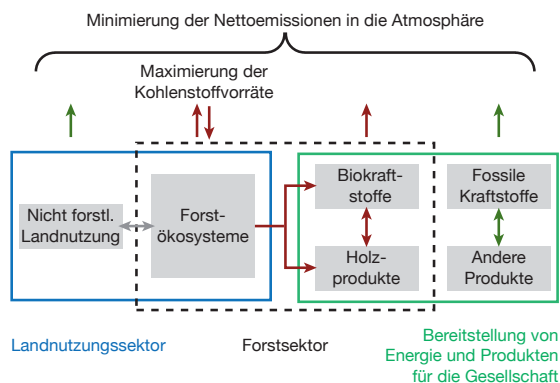 Minimierung der Nettoemissionen in die Atmosphäre
Maximierung der
Kohlenstoffvorräte
Nicht forstl.
Landnutzung
Forst-
ökosysteme
Biokraft-
stoffe
Fossile
Kraftstoffe
Holz-
produkte
Andere
Produkte
Landnutzungssektor
Forstsektor
Bereitstellung von
Energie und Produkten
für die Gesellschaft